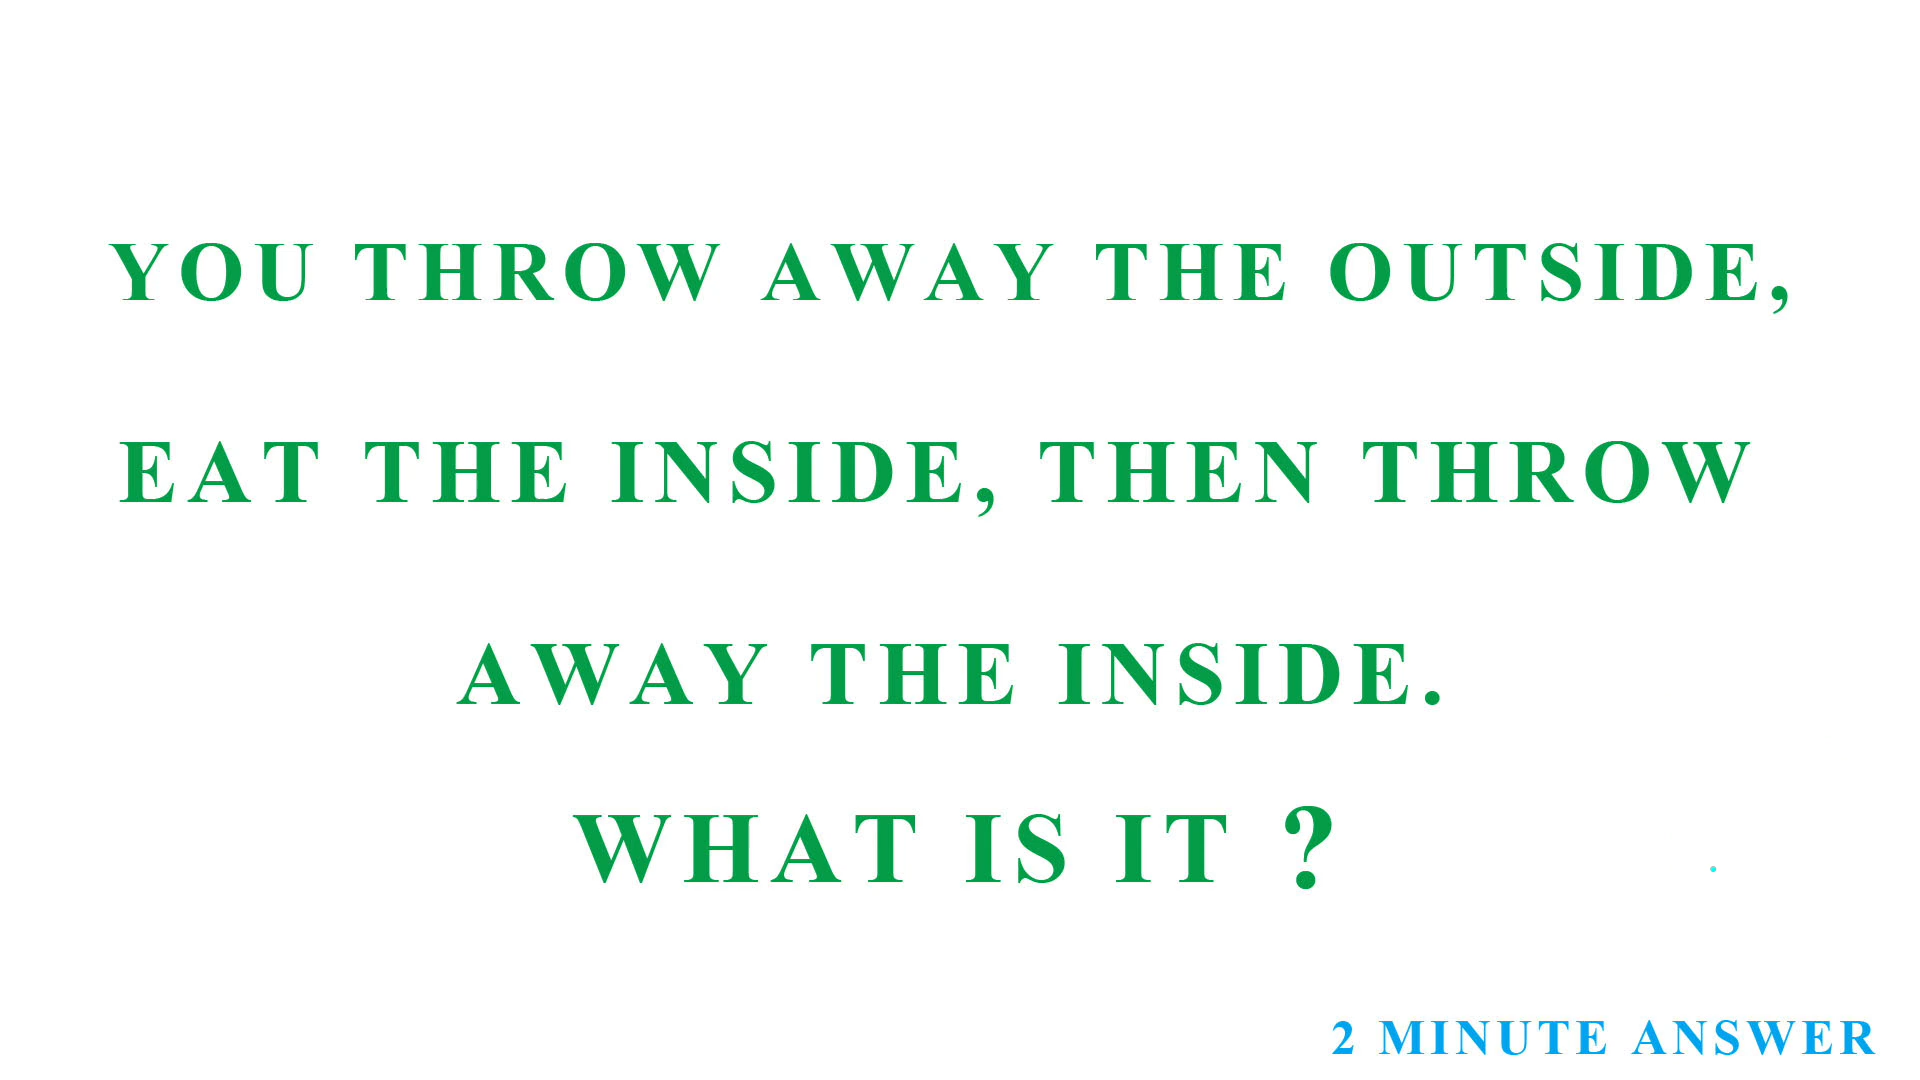 YOU THROW AWAY THE OUTSIDE,
EAT THE INSIDE, THEN THROW
AWAY THE INSIDE.
WHAT IS IT ?
2 MINUTE ANSWER